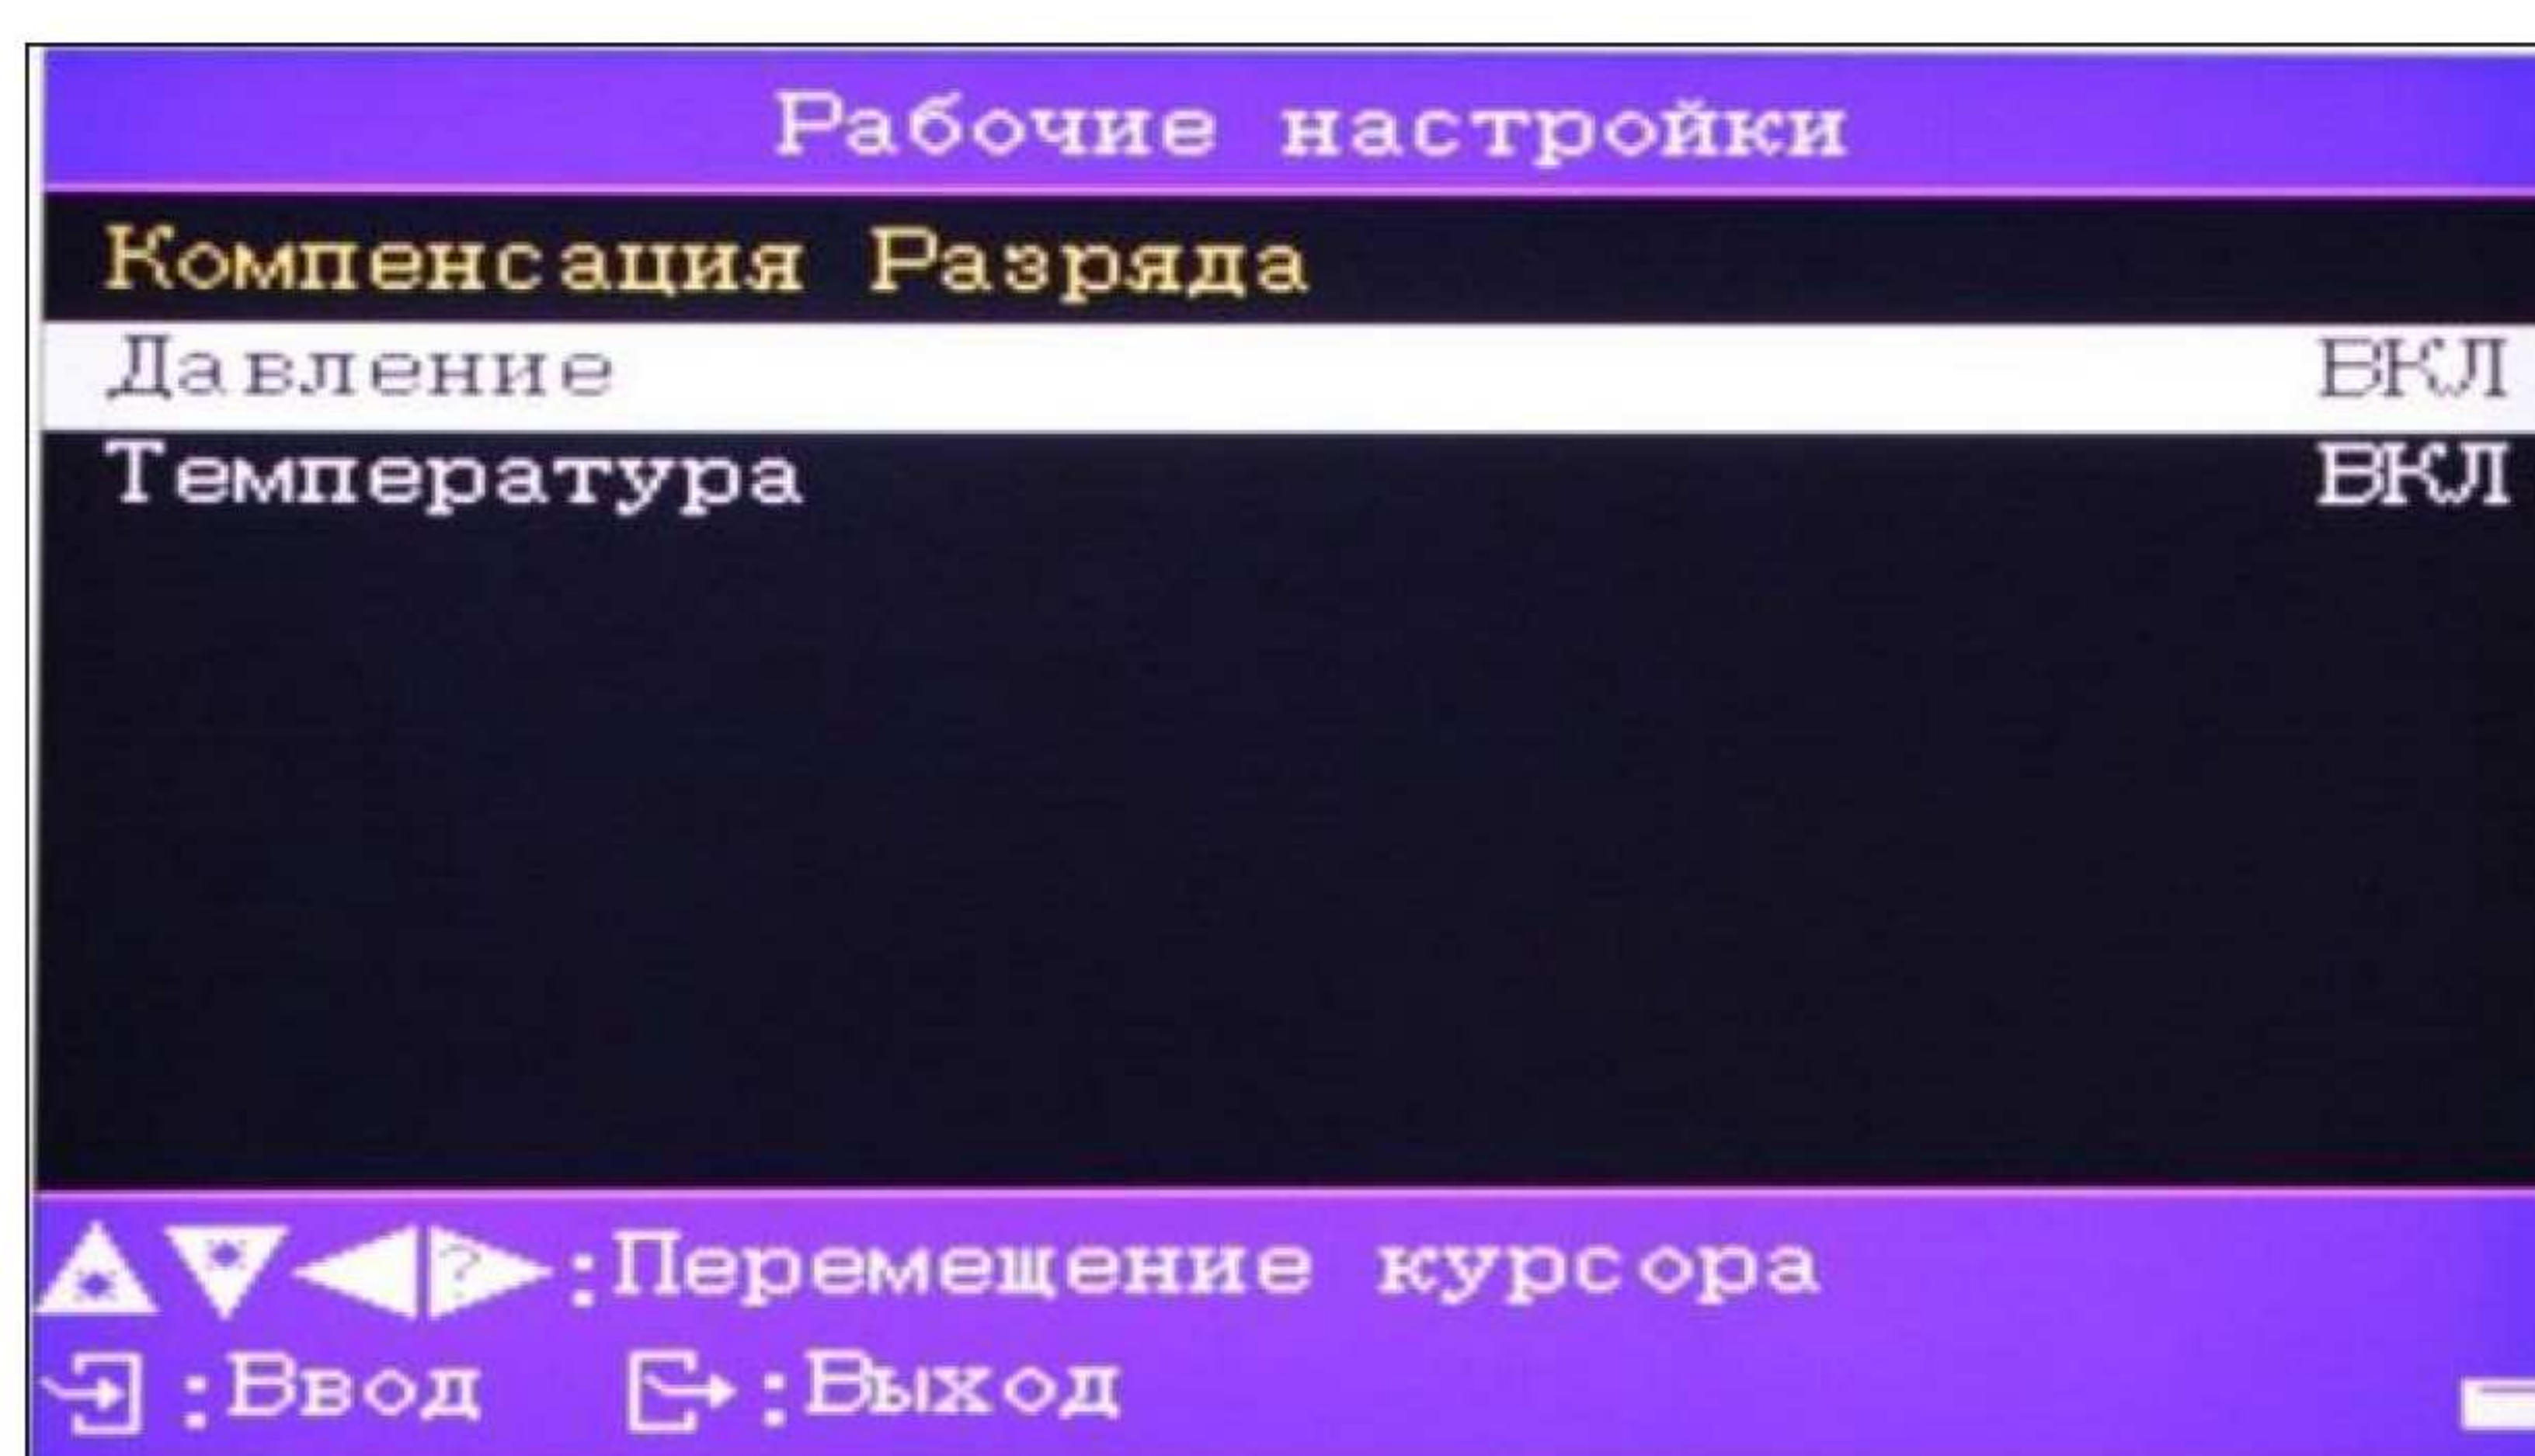 Рабочие настройки
Компенсация Разряда
Давление ВКЛ
Температура ВКЛ
?:Перемещение курсора
:Ввод :Выход